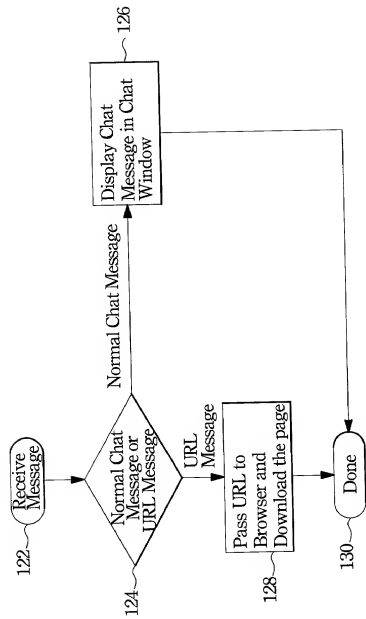 122
Receive
Message
124
Normal Chat
Message or
URL Message
Normal Chat Message
126
Display Chat
Message in Chat
Window
URL
Message
128
Pass URL to
Browser and
Download the page
130
Done